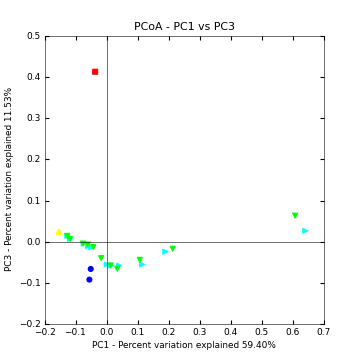 PCoA - PC1 vs PC3
PC3 - Percent variation explained 11.53%
0.5
0.4
0.3
0.2
0.1
0.0
−0.1
−0.2
−0.2 −0.1 0.0 0.1 0.2 0.3 0.4 0.5 0.6 0.7
PC1 - Percent variation explained 59.40%